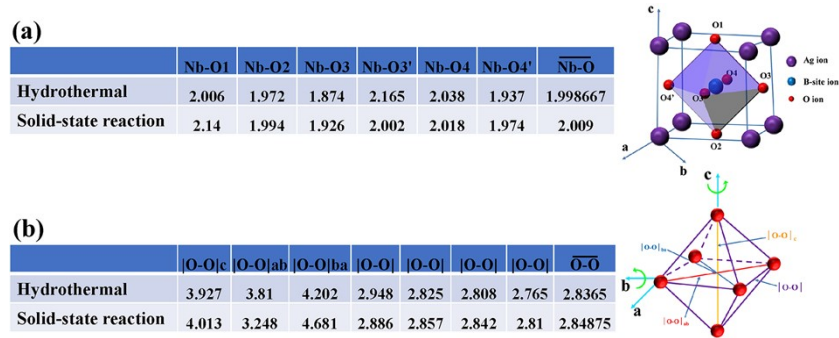 (a)
Nb-O1 Nb-O2 Nb-O3 Nb-O3' Nb-O4 Nb-O4' Nb-O
Hydrothermal 2.006 1.972 1.874 2.165 2.038 1.937 1.998667
Solid-state reaction 2.14 1.994 1.926 2.002 2.018 1.974 2.009
c
O1
O4
O3
O4'
O3'
O2
a
b
Ag ion
B-site ion
O ion
(b)
|O-O|c |O-O|ab |O-O|ba |O-O| |O-O| |O-O| |O-O| O-O
Hydrothermal 3.927 3.81 4.202 2.948 2.825 2.808 2.765 2.8365
Solid-state reaction 4.013 3.248 4.681 2.886 2.857 2.842 2.81 2.84875
c
|O-O|c
|O-O|ba
b
a
|O-O|
|O-O|ab